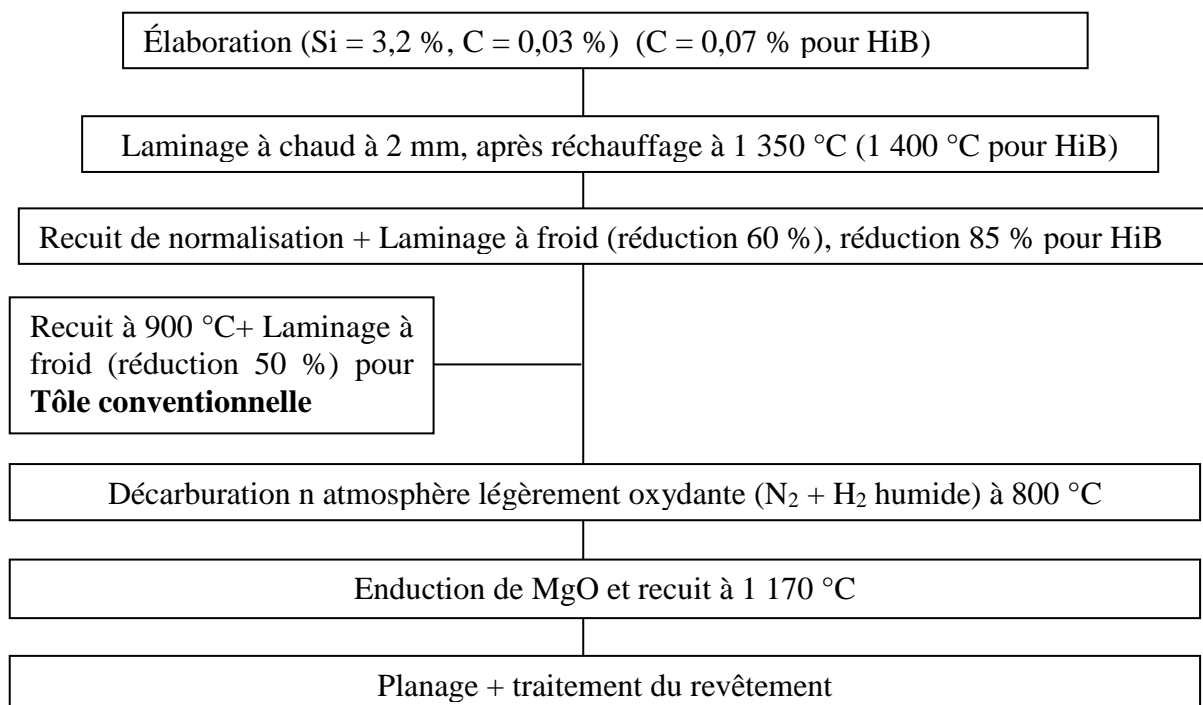 Élaboration (Si = 3,2 %, C = 0,03 %)  (C = 0,07 % pour HiB)
Laminage à chaud à 2 mm, après réchauffage à 1 350 °C (1 400 °C pour HiB)
Recuit de normalisation + Laminage à froid (réduction 60 %), réduction 85 % pour HiB
Recuit à 900 °C+ Laminage à
froid (réduction 50 %) pour
Tôle conventionnelle
Décarburation n atmosphère légèrement oxydante (N₂ + H₂ humide) à 800 °C
Enduction de MgO et recuit à 1 170 °C
Planage + traitement du revêtement